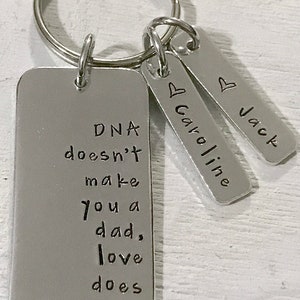 DNA
doesn't
make
you a
dad,
love
does
Caroline
Jack